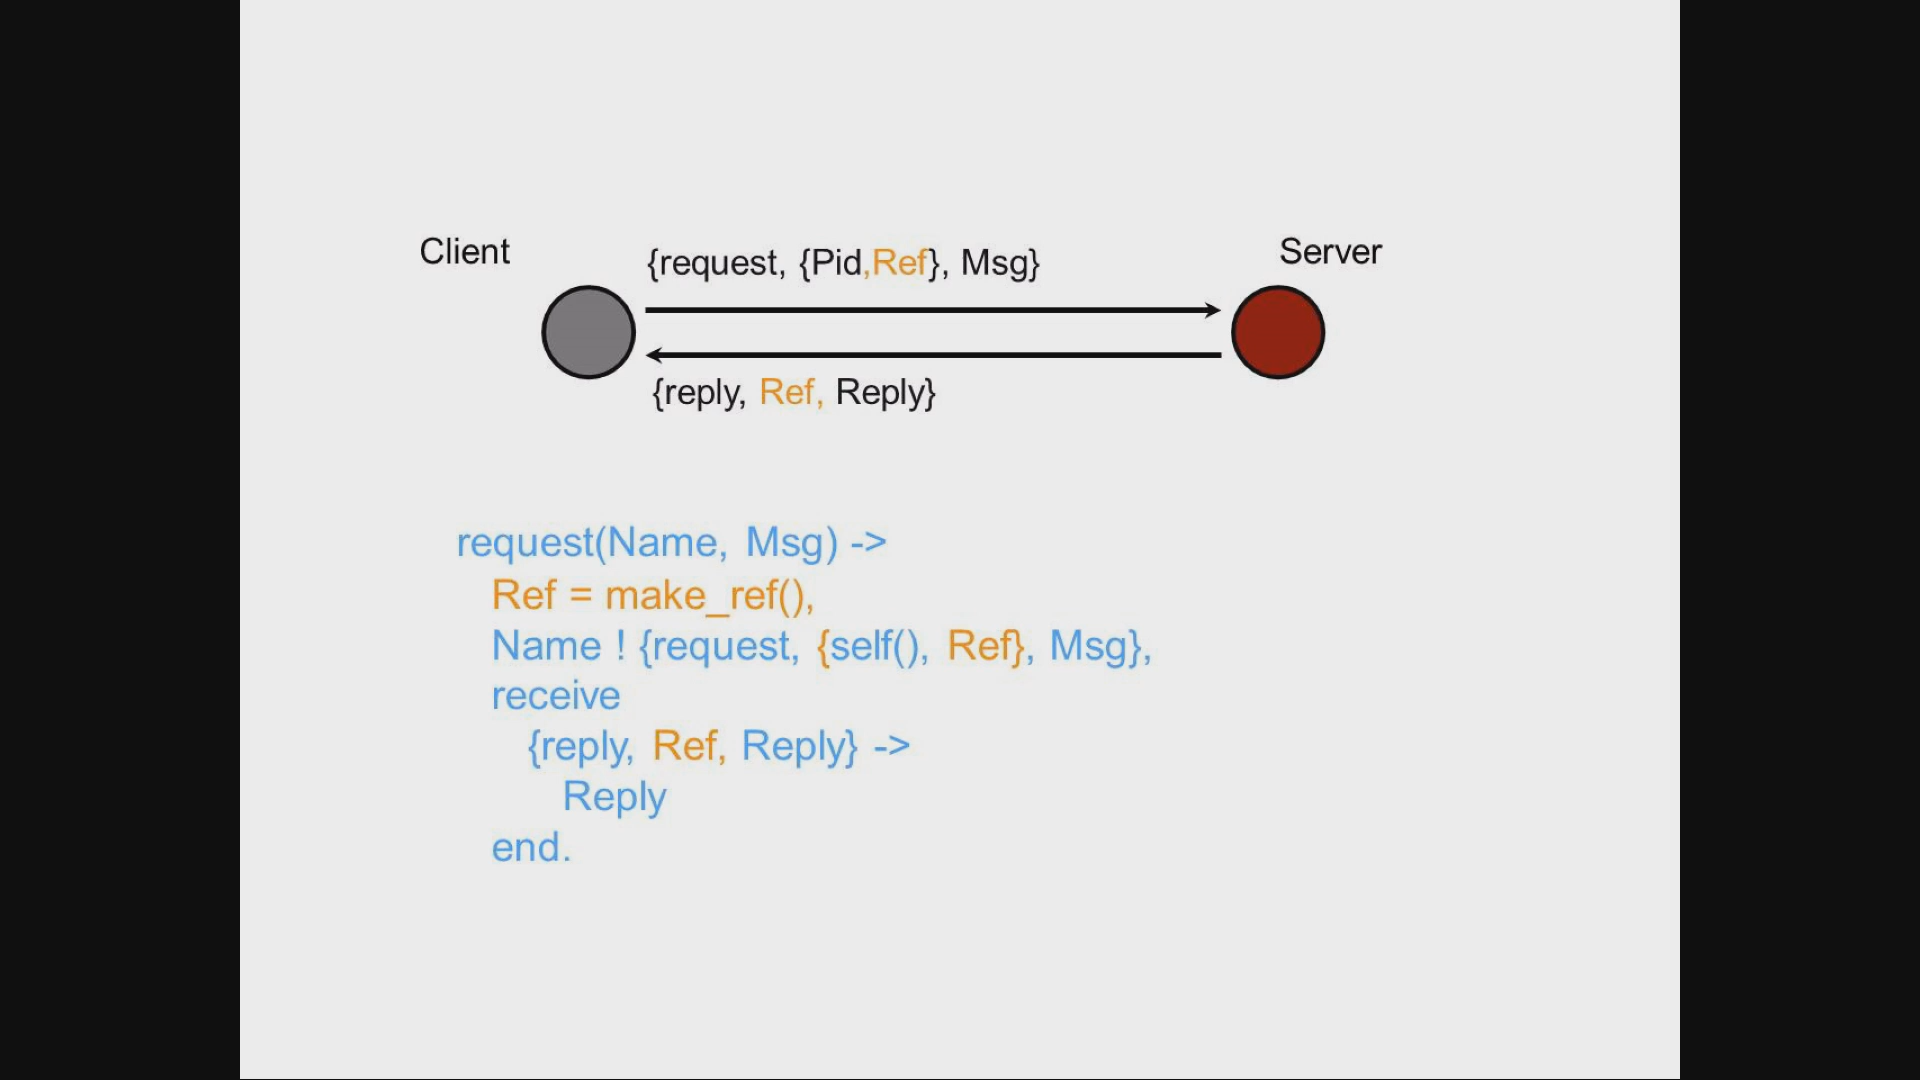 Client
{request, {Pid,Ref}, Msg}
Server
{reply, Ref, Reply}
request(Name, Msg) ->
Ref = make_ref(),
Name ! {request, {self(), Ref}, Msg},
receive
{reply, Ref, Reply} ->
Reply
end.